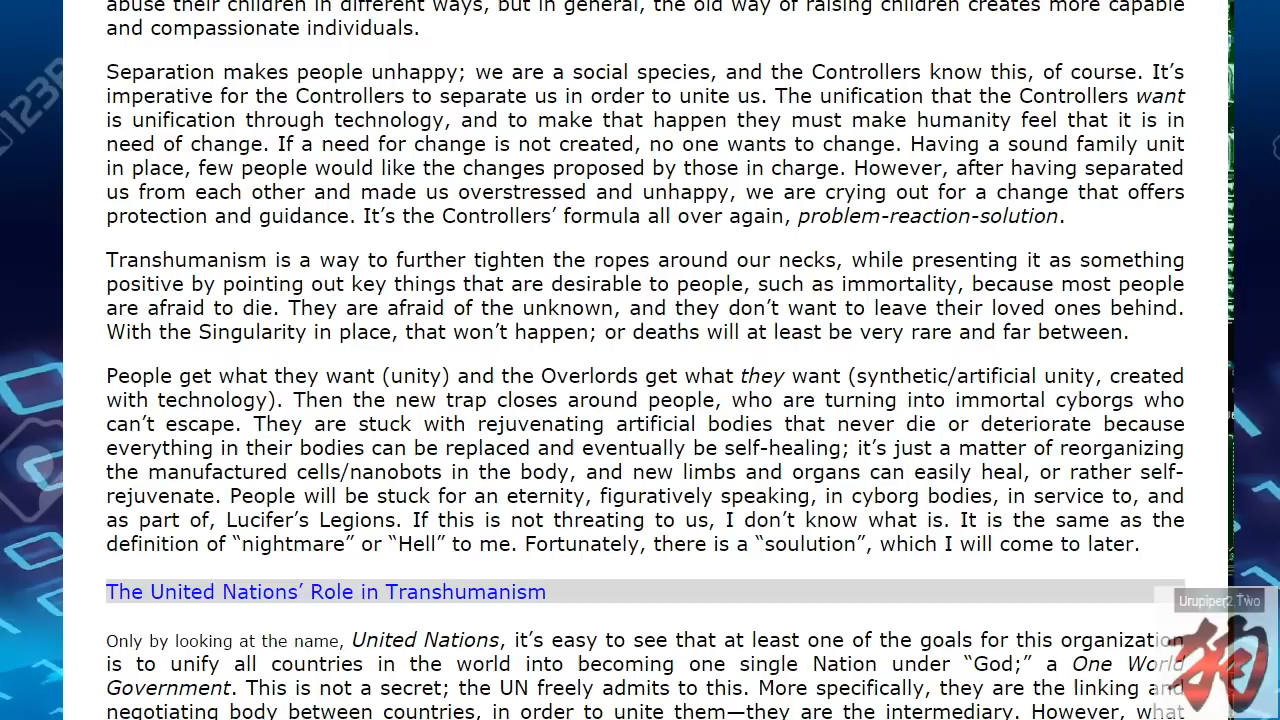 abuse their children in different ways, but in general, the old way of raising children creates more capable
and compassionate individuals.
Separation makes people unhappy; we are a social species, and the Controllers know this, of course. It’s
imperative for the Controllers to separate us in order to unite us. The unification that the Controllers want
is unification through technology, and to make that happen they must make humanity feel that it is in
need of change. If a need for change is not created, no one wants to change. Having a sound family unit
in place, few people would like the changes proposed by those in charge. However, after having separated
us from each other and made us overstressed and unhappy, we are crying out for a change that offers
protection and guidance. It’s the Controllers’ formula all over again, problem-reaction-solution.
Transhumanism is a way to further tighten the ropes around our necks, while presenting it as something
positive by pointing out key things that are desirable to people, such as immortality, because most people
are afraid to die. They are afraid of the unknown, and they don’t want to leave their loved ones behind.
With the Singularity in place, that won’t happen; or deaths will at least be very rare and far between.
People get what they want (unity) and the Overlords get what they want (synthetic/artificial unity, created
with technology). Then the new trap closes around people, who are turning into immortal cyborgs who
can’t escape. They are stuck with rejuvenating artificial bodies that never die or deteriorate because
everything in their bodies can be replaced and eventually be self-healing; it’s just a matter of reorganizing
the manufactured cells/nanobots in the body, and new limbs and organs can easily heal, or rather self-
rejuvenate. People will be stuck for an eternity, figuratively speaking, in cyborg bodies, in service to, and
as part of, Lucifer’s Legions. If this is not threating to us, I don’t know what is. It is the same as the
definition of “nightmare” or “Hell” to me. Fortunately, there is a “soulution”, which I will come to later.
The United Nations’ Role in Transhumanism
Only by looking at the name, United Nations, it’s easy to see that at least one of the goals for this organization
is to unify all countries in the world into becoming one single Nation under “God;” a One World
Government. This is not a secret; the UN freely admits to this. More specifically, they are the linking and
negotiating body between countries, in order to unite them—they are the intermediary. However, what
Urupiper2 Two
狗
123R